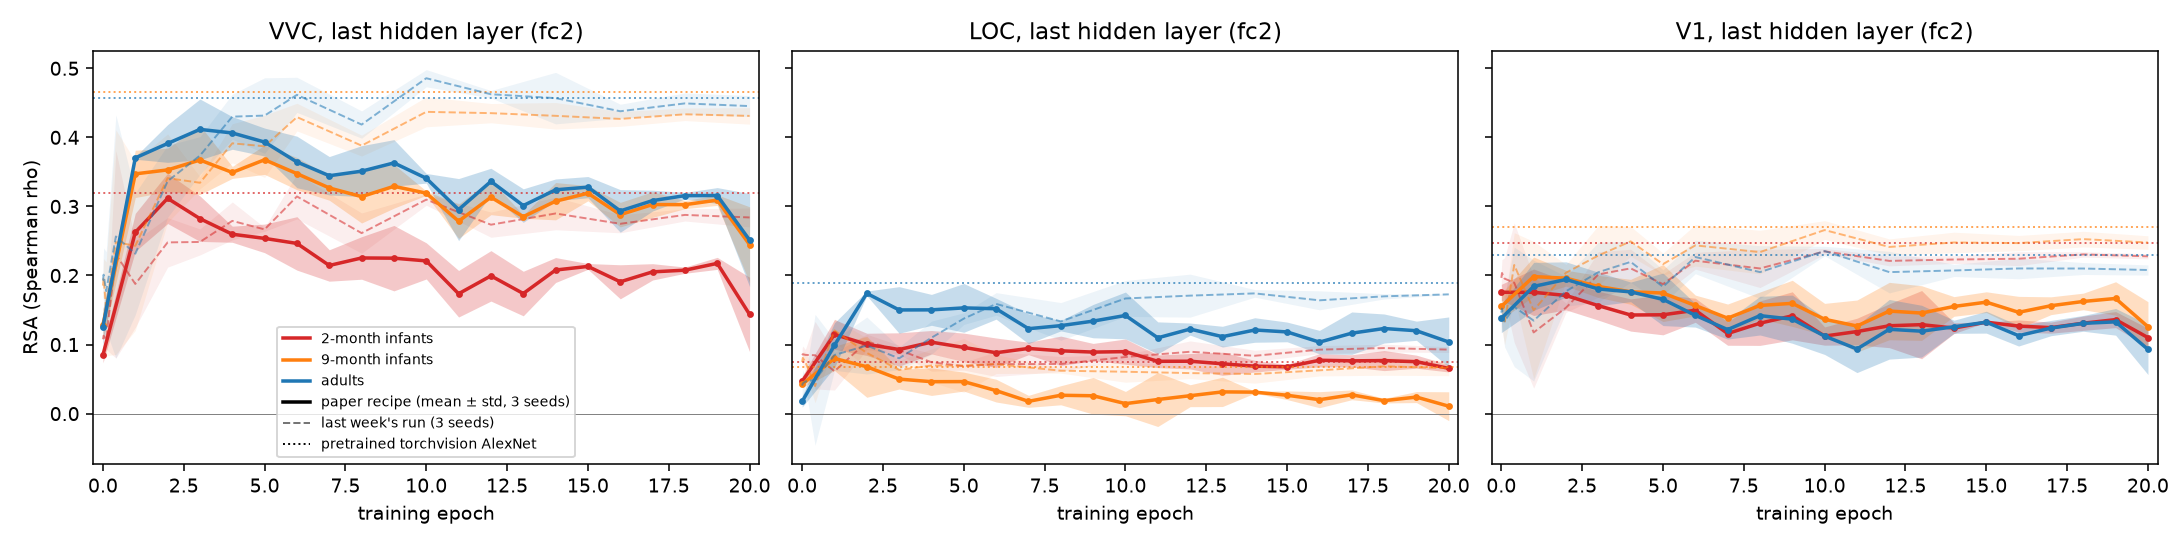 VVC, last hidden layer (fc2)
LOC, last hidden layer (fc2)
V1, last hidden layer (fc2)
RSA (Spearman rho)
0.5
0.4
0.3
0.2
0.1
0.0
2-month infants
9-month infants
adults
paper recipe (mean ± std, 3 seeds)
last week's run (3 seeds)
pretrained torchvision AlexNet
0.0 2.5 5.0 7.5 10.0 12.5 15.0 17.5 20.0
0.0 2.5 5.0 7.5 10.0 12.5 15.0 17.5 20.0
0.0 2.5 5.0 7.5 10.0 12.5 15.0 17.5 20.0
training epoch
training epoch
training epoch